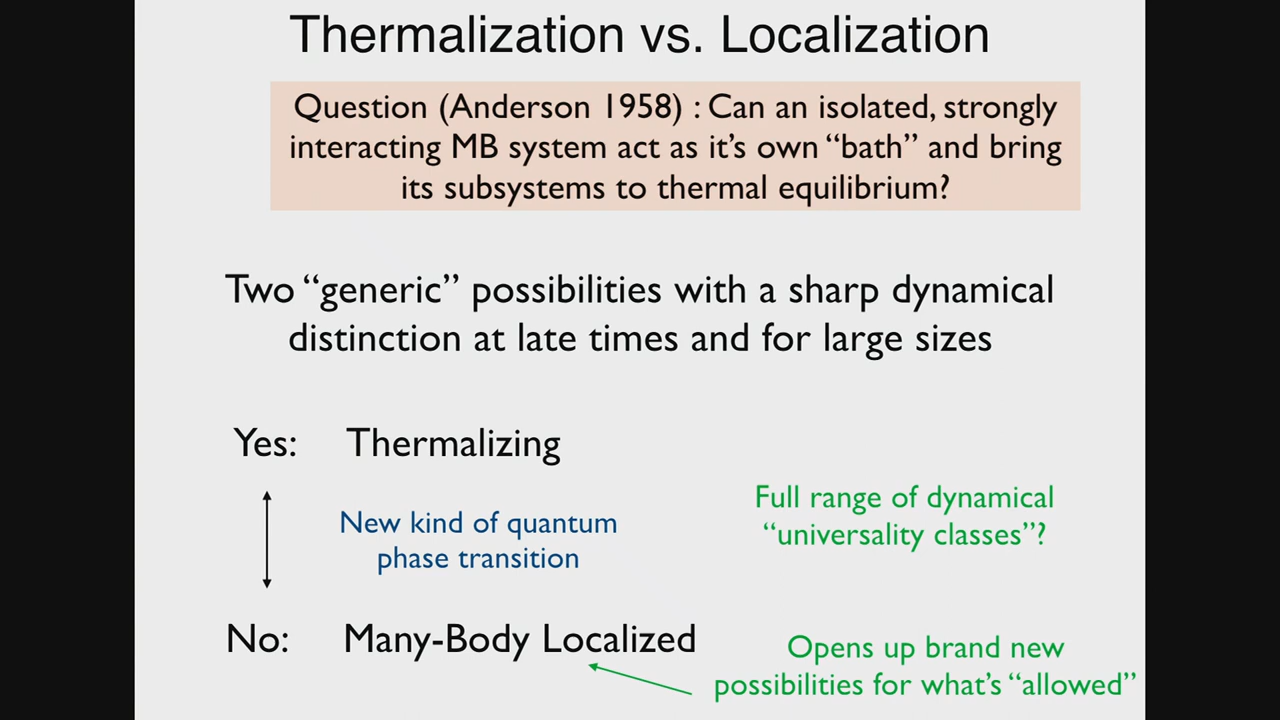 Thermalization vs. Localization
Question (Anderson 1958) : Can an isolated, strongly
interacting MB system act as it’s own “bath” and bring
its subsystems to thermal equilibrium?
Two “generic” possibilities with a sharp dynamical
distinction at late times and for large sizes
Yes: Thermalizing
New kind of quantum
phase transition
Full range of dynamical
“universality classes”?
No: Many-Body Localized
Opens up brand new
possibilities for what’s “allowed”